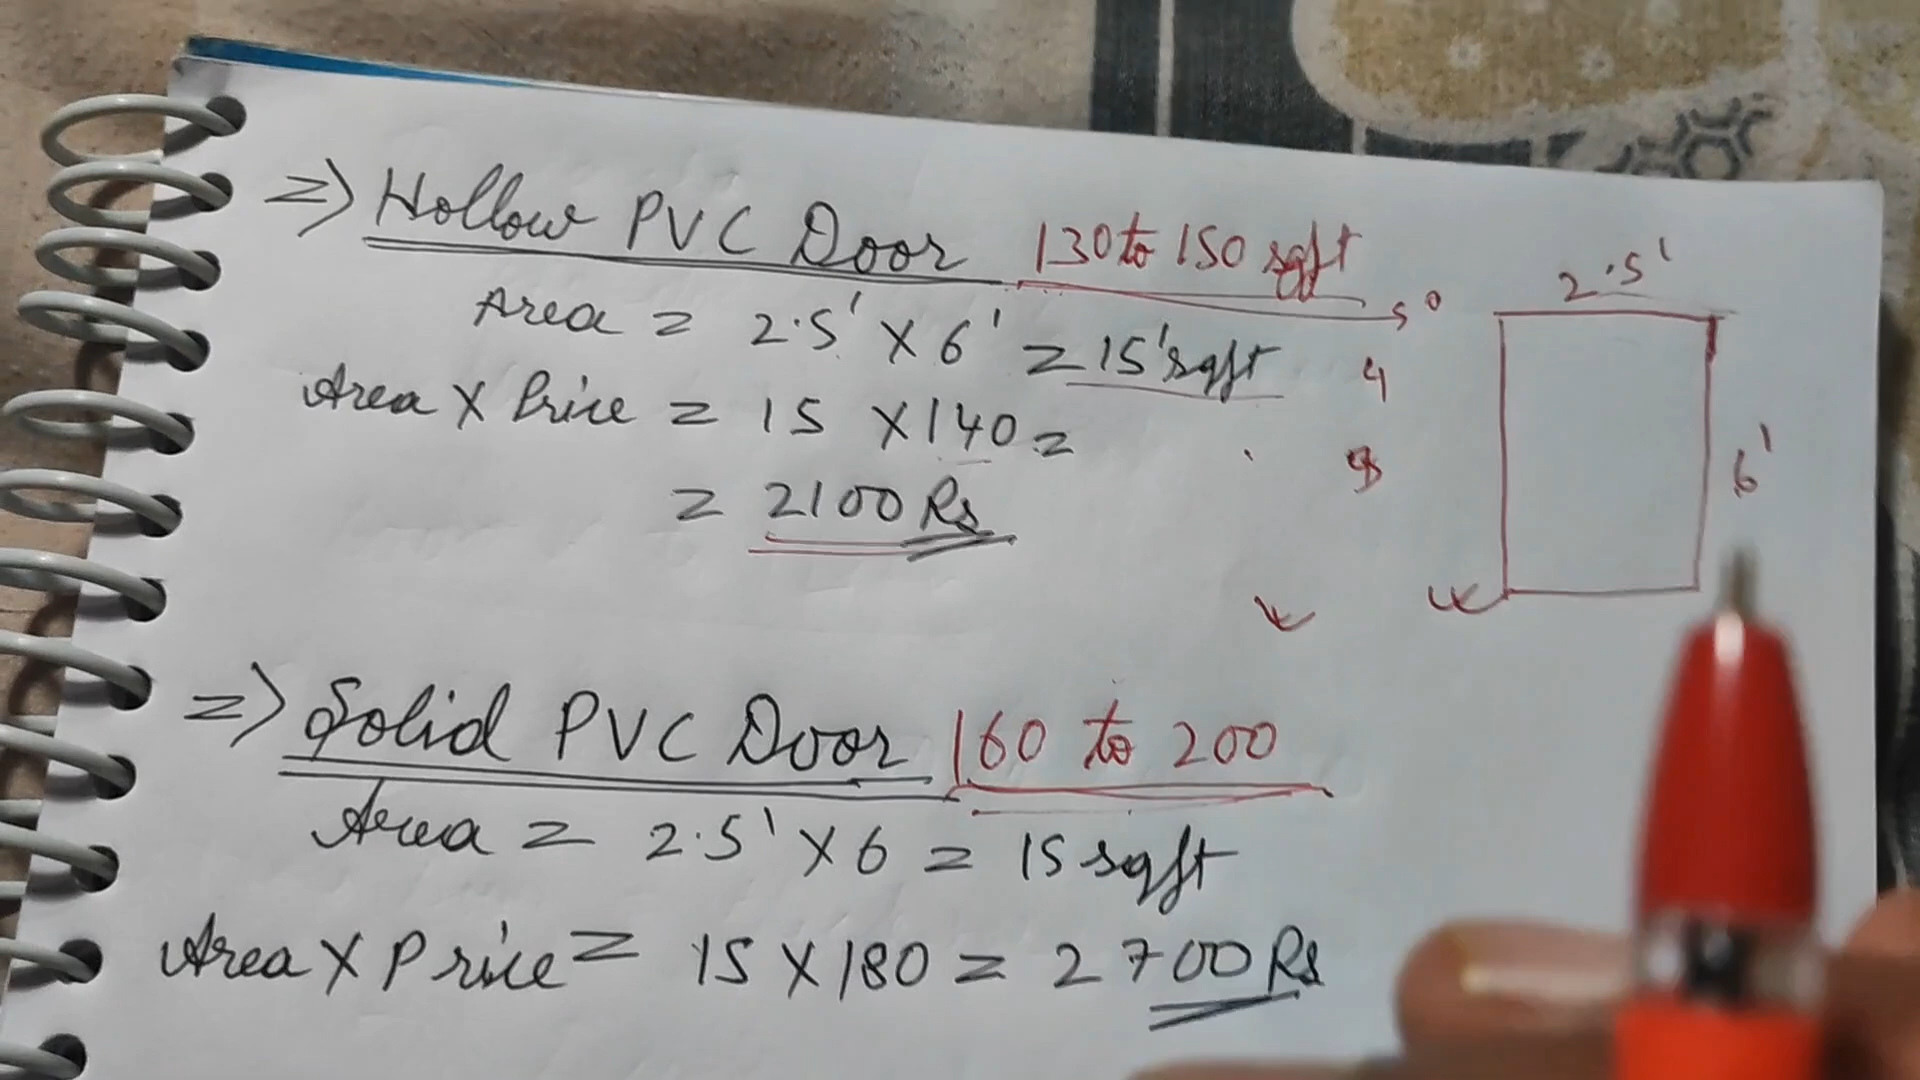 => Hollow PVC Door 130 to 150 sqft
Area = 2.5' X 6' = 15' sqft
Area X Price = 15 X 140 =
= 2100 Rs
2.5'
6'
=> Solid PVC Door 160 to 200
Area = 2.5' X 6 = 15 sqft
Area X Price = 15 X 180 = 2700 Rs